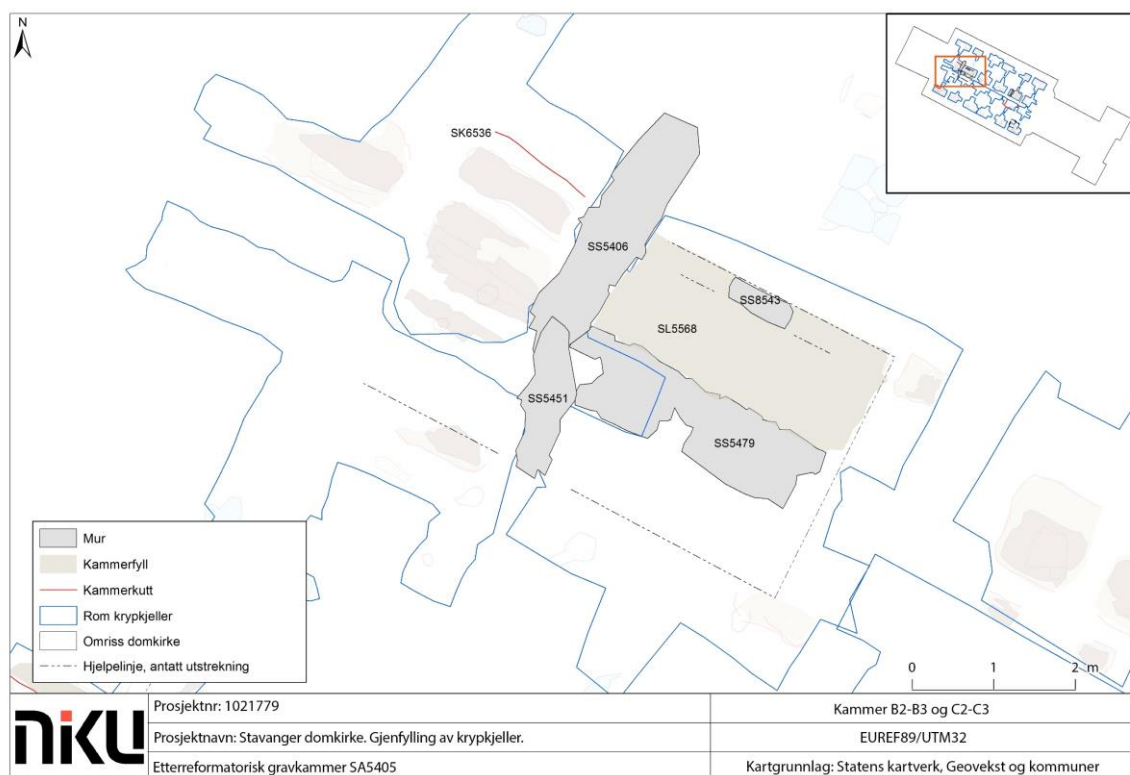 N
SK6536
SS5406
SS8543
SL5568
SS5451
SS5479
Mur
Kammerfyll
Kammerkutt
Rom krypkjeller
Omriss domkirke
Hjelpelinje, antatt utstrekning
0 1 2 m
niku
Prosjektnr: 1021779
Kammer B2-B3 og C2-C3
Prosjektnavn: Stavanger domkirke. Gjenfylling av krypkjeller.
EUREF89/UTM32
Etterreformatorisk gravkammer SA5405
Kartgrunnlag: Statens kartverk, Geovekst og kommuner